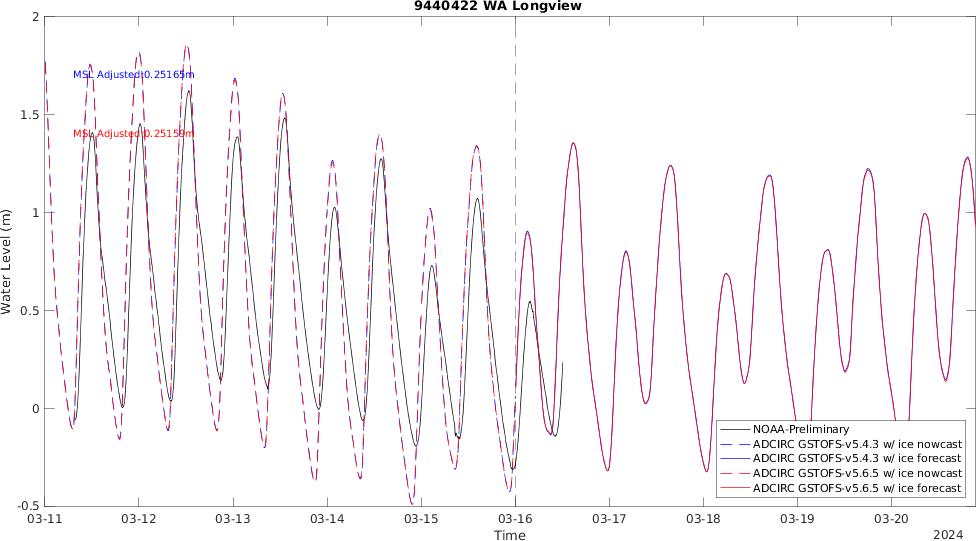 9440422 WA Longview
2
1.5
1
0.5
0
-0.5
Water Level (m)
MSL Adjusted:0.25165m
MSL Adjusted:0.25159m
NOAA-Preliminary
ADCIRC GSTOFS-v5.4.3 w/ ice nowcast
ADCIRC GSTOFS-v5.4.3 w/ ice forecast
ADCIRC GSTOFS-v5.6.5 w/ ice nowcast
ADCIRC GSTOFS-v5.6.5 w/ ice forecast
03-11 03-12 03-13 03-14 03-15 03-16 03-17 03-18 03-19 03-20
Time
2024